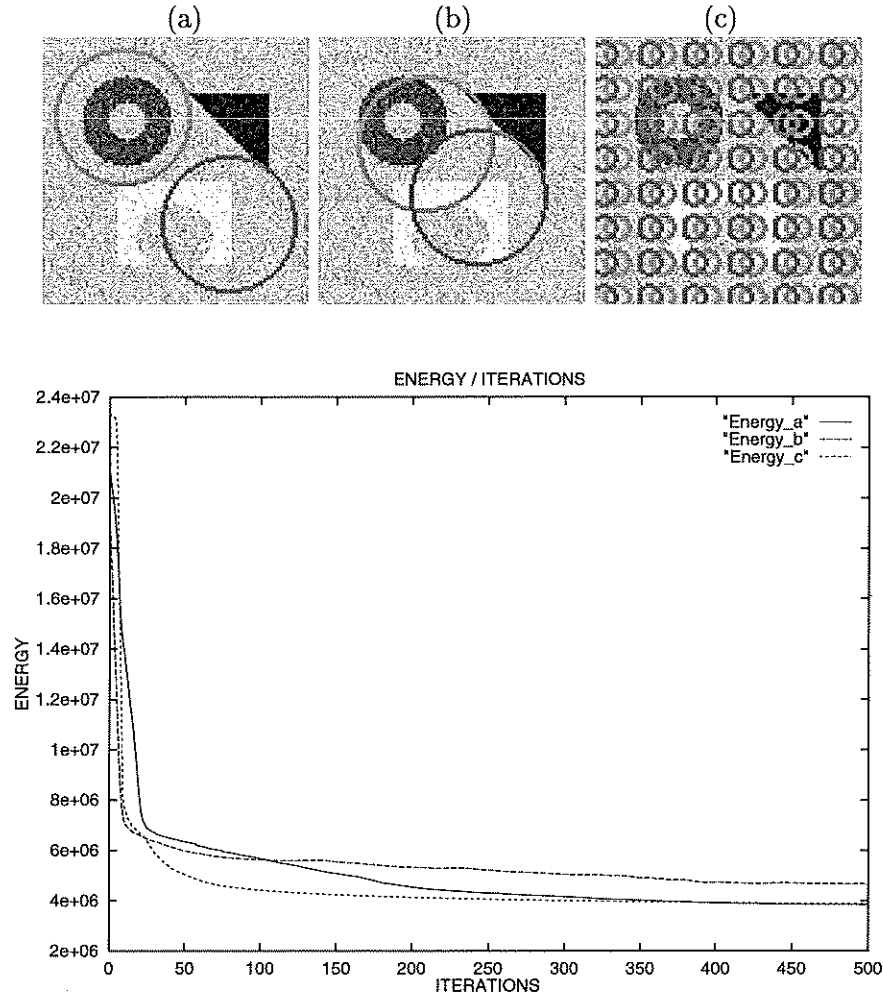 (a) (b) (c)
ENERGY / ITERATIONS
2.4e+07
2.2e+07
2e+07
1.8e+07
1.6e+07
1.4e+07
1.2e+07
1e+07
8e+06
6e+06
4e+06
2e+06
ENERGY
"Energy_a"
"Energy_b"
"Energy_c"
0 50 100 150 200 250 300 350 400 450 500
ITERATIONS